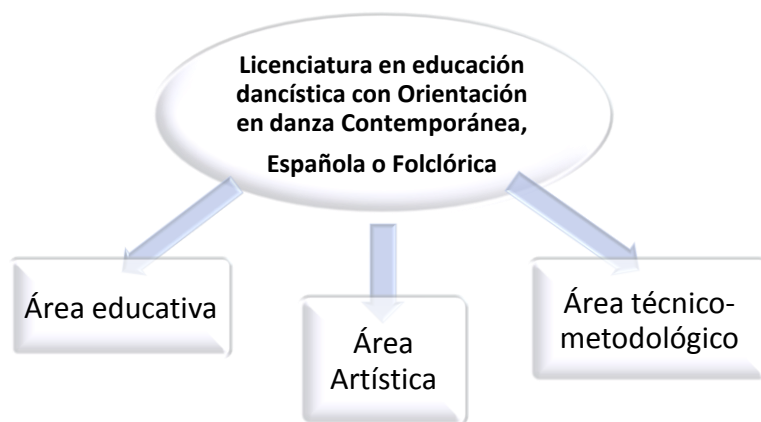 Licenciatura en educación
dancística con Orientación
en danza Contemporánea,
Española o Folclórica
Área educativa
Área
Artística
Área técnico-
metodológico